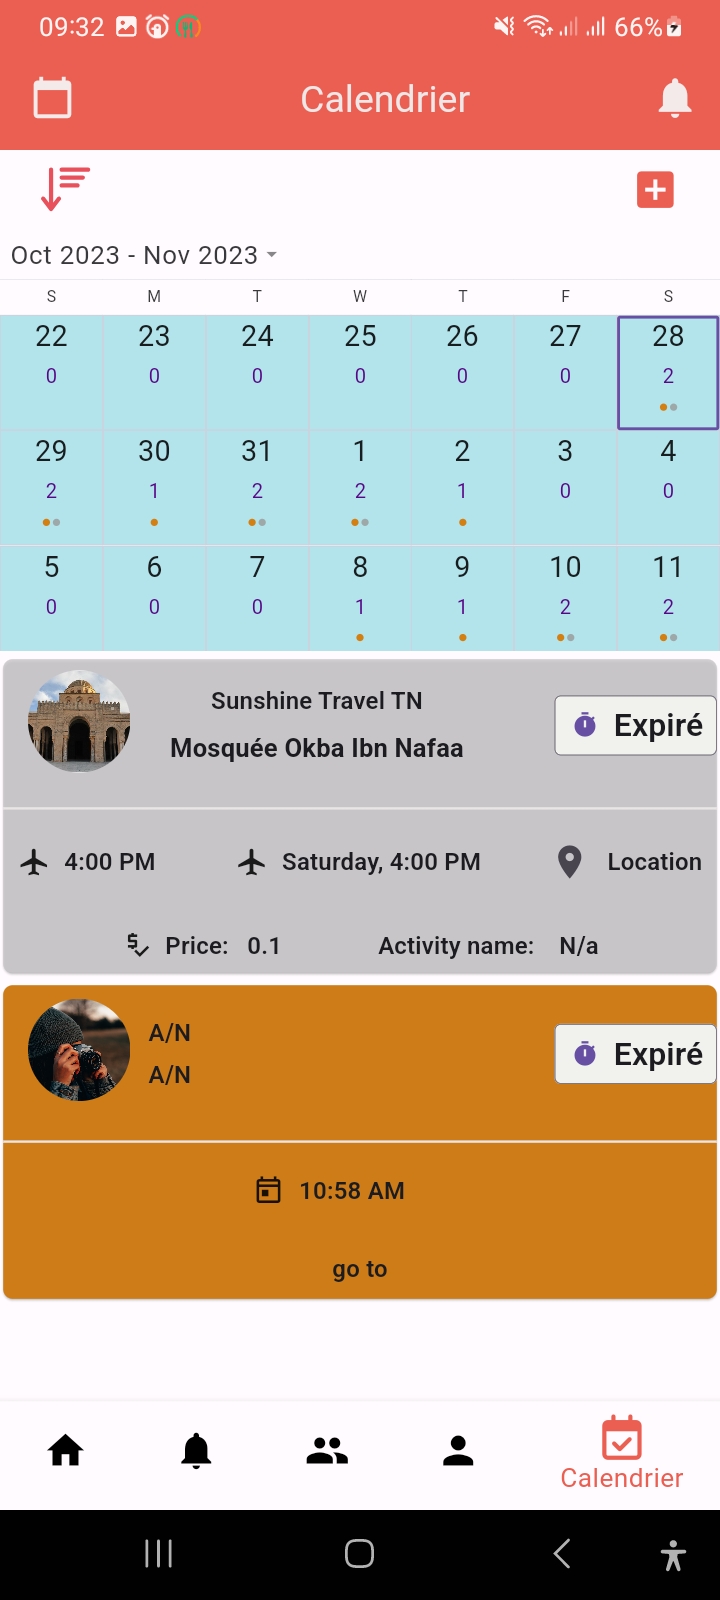 09:32 66%
Calendrier
Oct 2023 - Nov 2023
S M T W T F S
22 23 24 25 26 27 28
0 0 0 0 0 0 2
29 30 31 1 2 3 4
2 1 2 2 1 0 0
5 6 7 8 9 10 11
0 0 0 1 1 2 2
Sunshine Travel TN
Mosquée Okba Ibn Nafaa
Expiré
4:00 PM Saturday, 4:00 PM Location
Price: 0.1 Activity name: N/a
A/N
A/N
Expiré
10:58 AM
go to
Calendrier